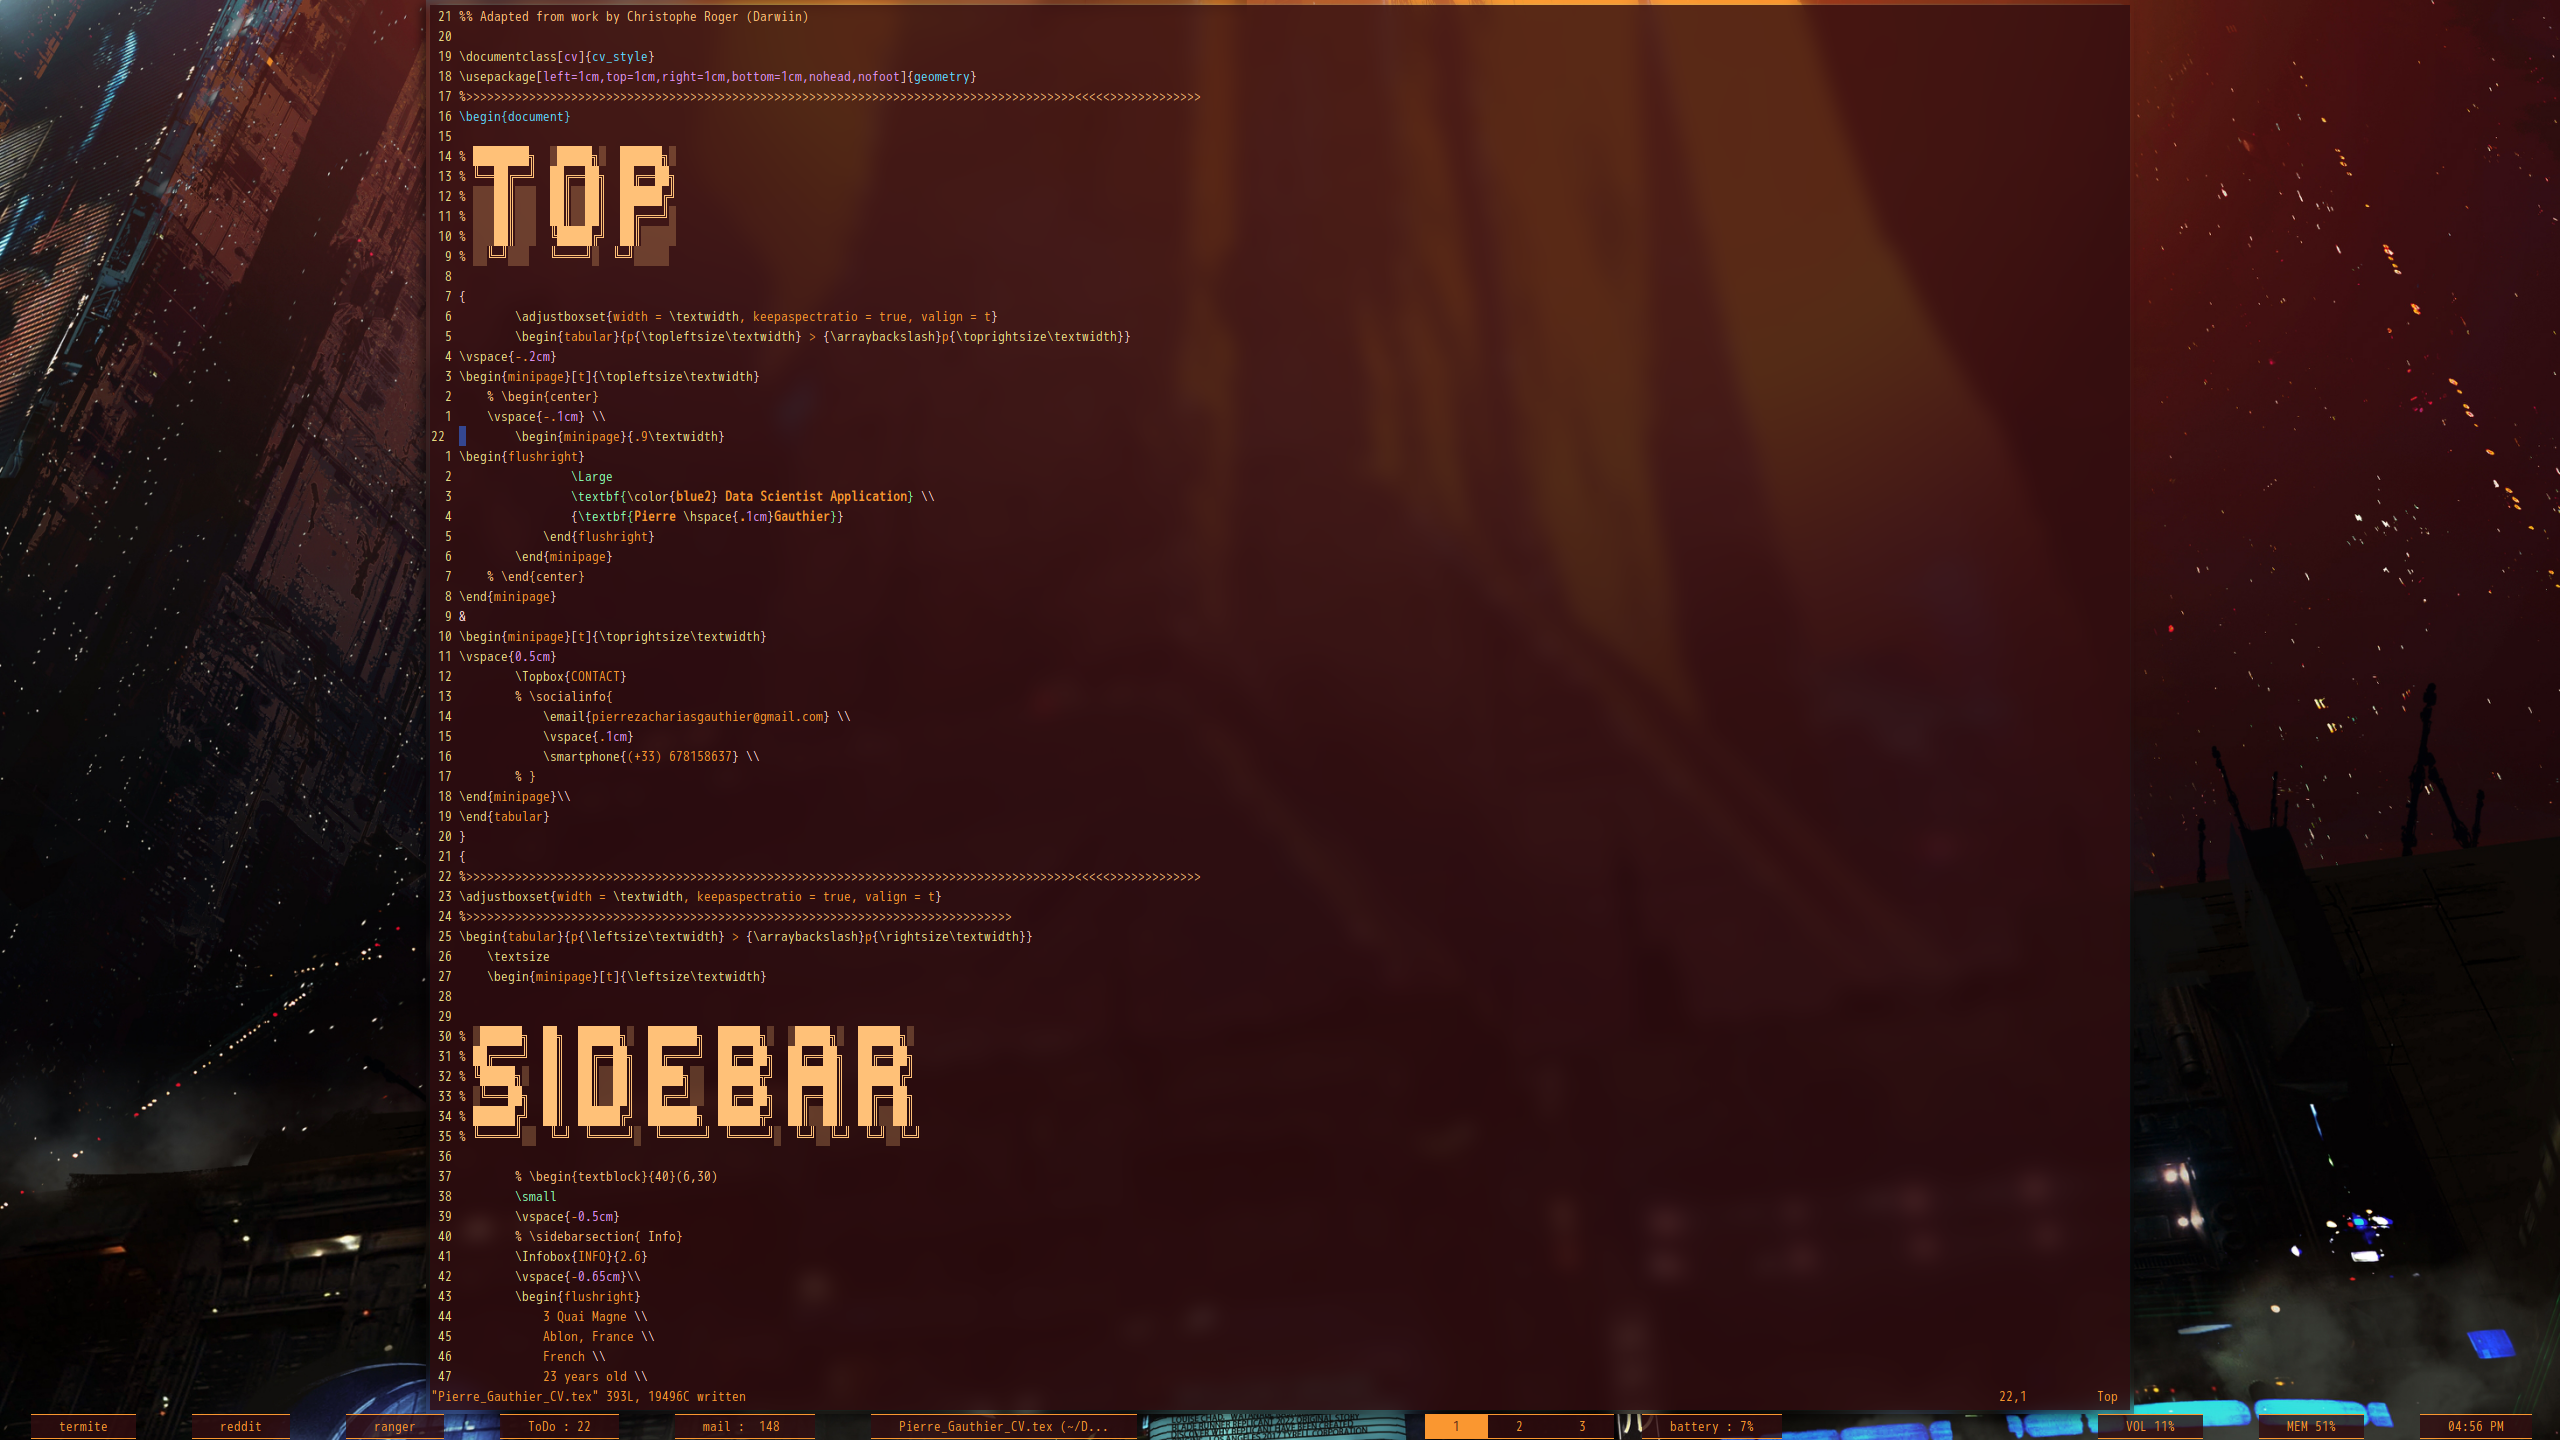 21 %% Adapted from work by Christophe Roger (Darwiin)
20
19 \documentclass[cv]{cv_style}
18 \usepackage[left=1cm,top=1cm,right=1cm,bottom=1cm,nohead,nofoot]{geometry}
17 %>>>>>>>>>>>>>>>>>>>>>>>>>>>>>>>>>>>>>>>>>>>>>>>>>>>>>>>>>>>>>>>>>>>>>>>>>>>>>>>>>>>>>>><<<<<>>>>>>>>>>>>>
16 \begin{document}
15
14 %
13 %
12 % TOP
11 %
10 %
9 %
8
7 {
6         \adjustboxset{width = \textwidth, keepaspectratio = true, valign = t}
5         \begin{tabular}{p{\topleftsize\textwidth} > {\arraybackslash}p{\toprightsize\textwidth}}
4 \vspace{-.2cm}
3 \begin{minipage}[t]{\topleftsize\textwidth}
2     % \begin{center}
1     \vspace{-.1cm} \\
22         \begin{minipage}{.9\textwidth}
1 \begin{flushright}
2                 \Large
3                 \textbf{\color{blue2} Data Scientist Application} \\
4                 {\textbf{Pierre \hspace{.1cm}Gauthier}}
5             \end{flushright}
6         \end{minipage}
7     % \end{center}
8 \end{minipage}
9 &
10 \begin{minipage}[t]{\toprightsize\textwidth}
11 \vspace{0.5cm}
12         \Topbox{CONTACT}
13         % \socialinfo{
14             \email{pierrezachariasgauthier@gmail.com} \\
15             \vspace{.1cm}
16             \smartphone{(+33) 678158637} \\
17         % }
18 \end{minipage}\\
19 \end{tabular}
20 }
21 {
22 %>>>>>>>>>>>>>>>>>>>>>>>>>>>>>>>>>>>>>>>>>>>>>>>>>>>>>>>>>>>>>>>>>>>>>>>>>>>>>>>>>>>>>>><<<<<>>>>>>>>>>>>>
23 \adjustboxset{width = \textwidth, keepaspectratio = true, valign = t}
24 %>>>>>>>>>>>>>>>>>>>>>>>>>>>>>>>>>>>>>>>>>>>>>>>>>>>>>>>>>>>>>>>>>>>>>>>>>>>>>>
25 \begin{tabular}{p{\leftsize\textwidth} > {\arraybackslash}p{\rightsize\textwidth}}
26     \textsize
27     \begin{minipage}[t]{\leftsize\textwidth}
28
29
30 %
31 %
32 % SIDEBAR
33 %
34 %
35 %
36
37         % \begin{textblock}{40}(6,30)
38         \small
39         \vspace{-0.5cm}
40         % \sidebarsection{ Info}
41         \Infobox{INFO}{2.6}
42         \vspace{-0.65cm}\\
43         \begin{flushright}
44             3 Quai Magne \\
45             Ablon, France \\
46             French \\
47             23 years old \\
"Pierre_Gauthier_CV.tex" 393L, 19496C written 22,1 Top
termite reddit ranger ToDo : 22 mail : 148 Pierre_Gauthier_CV.tex (~/D... 1 2 3 battery : 7% VOL 11% MEM 51% 04:56 PM